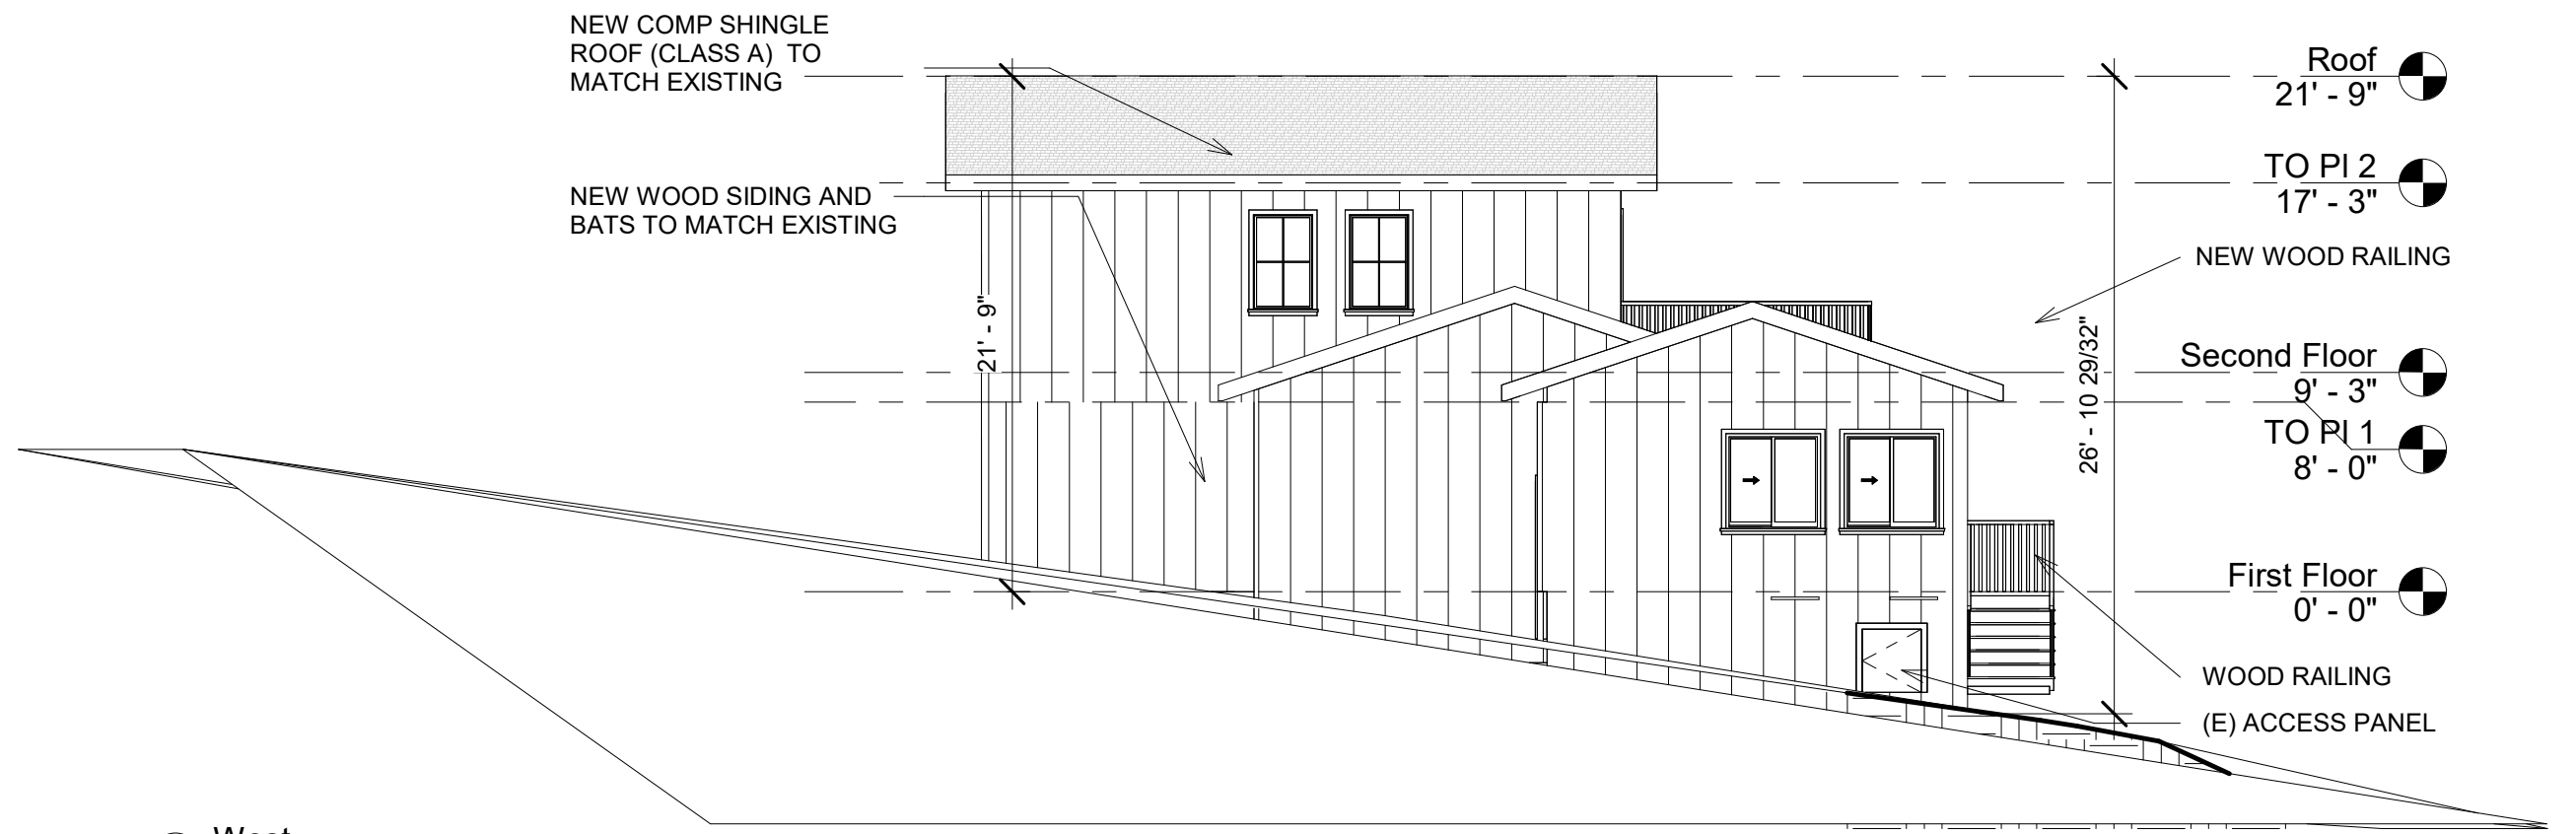 NEW COMP SHINGLE
ROOF (CLASS A) TO
MATCH EXISTING
NEW WOOD SIDING AND
BATS TO MATCH EXISTING
21' - 9"
26' - 10 29/32"
Roof
21' - 9"
TO Pl 2
17' - 3"
NEW WOOD RAILING
Second Floor
9' - 3"
TO Pl 1
8' - 0"
First Floor
0' - 0"
WOOD RAILING
(E) ACCESS PANEL
West